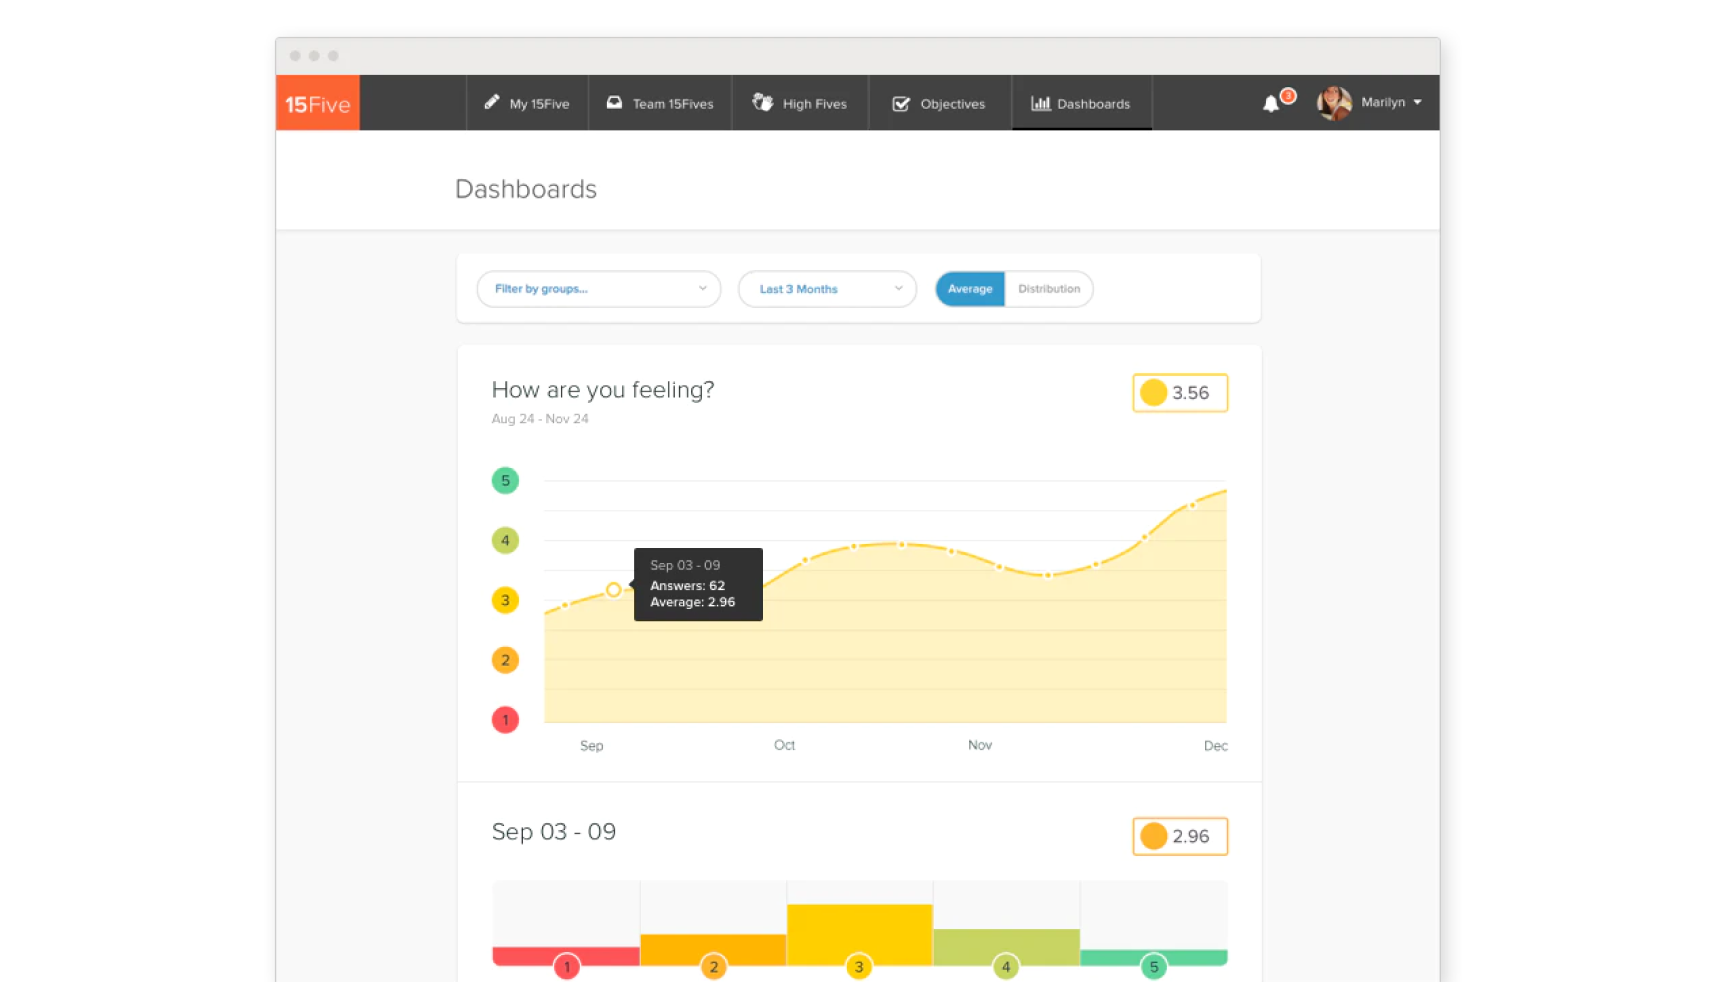 15Five
My 15Five
Team 15Fives
High Fives
Objectives
Dashboards
3
Marilyn
Dashboards
Filter by groups...
Last 3 Months
Average
Distribution
How are you feeling?
3.56
Aug 24 - Nov 24
5
4
3
2
1
Sep 03 - 09
Answers: 62
Average: 2.96
Sep
Oct
Nov
Dec
Sep 03 - 09
2.96
1
2
3
4
5